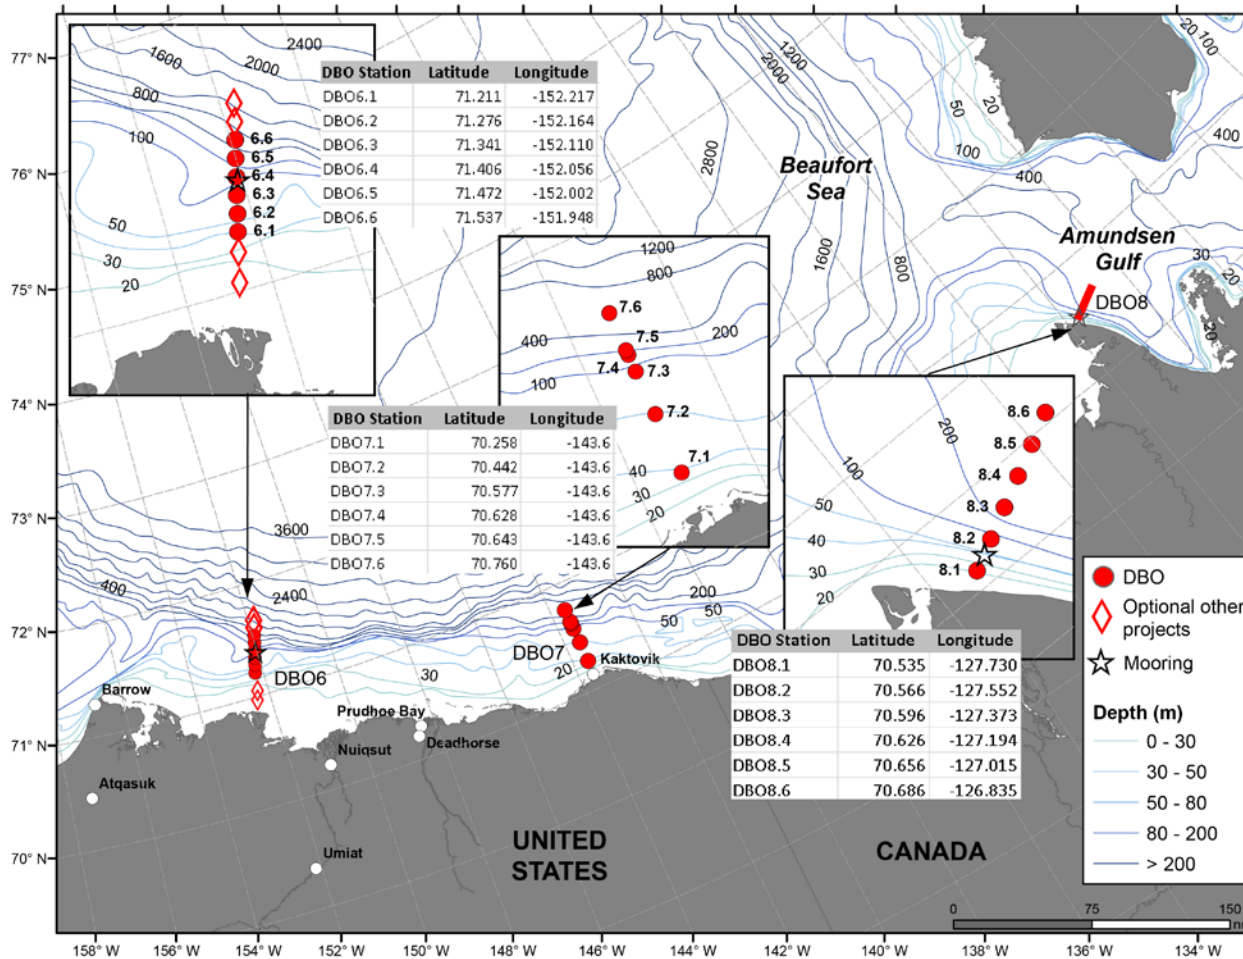 77° N
76° N
75° N
74° N
73° N
72° N
71° N
70° N
158° W
156° W
154° W
152° W
150° W
148° W
146° W
144° W
142° W
140° W
138° W
136° W
134° W
2400
2000
1600
800
100
50
30
20
6.6
6.5
6.4
6.3
6.2
6.1
DBO Station Latitude Longitude
DBO6.1 71.211 -152.217
DBO6.2 71.276 -152.164
DBO6.3 71.341 -152.110
DBO6.4 71.406 -152.056
DBO6.5 71.472 -152.002
DBO6.6 71.537 -151.948
1200
2000
2800
1600
800
Beaufort
Sea
20
50
100
400
20
100
400
Amundsen
Gulf
DBO8
30
20
20
1200
800
400
200
100
40
30
20
7.6
7.5
7.4
7.3
7.2
7.1
DBO Station Latitude Longitude
DBO7.1 70.258 -143.6
DBO7.2 70.442 -143.6
DBO7.3 70.577 -143.6
DBO7.4 70.628 -143.6
DBO7.5 70.643 -143.6
DBO7.6 70.760 -143.6
200
100
50
40
30
20
8.6
8.5
8.4
8.3
8.2
8.1
DBO Station Latitude Longitude
DBO8.1 70.535 -127.730
DBO8.2 70.566 -127.552
DBO8.3 70.596 -127.373
DBO8.4 70.626 -127.194
DBO8.5 70.656 -127.015
DBO8.6 70.686 -126.835
3600
2400
400
200
50
50
30
20
DBO6
DBO7
Barrow
Atqasuk
Nuiqsut
Prudhoe Bay
Deadhorse
Umiat
Kaktovik
UNITED
STATES
CANADA
DBO
Optional other
projects
Mooring
Depth (m)
0 - 30
30 - 50
50 - 80
80 - 200
> 200
0 75 150